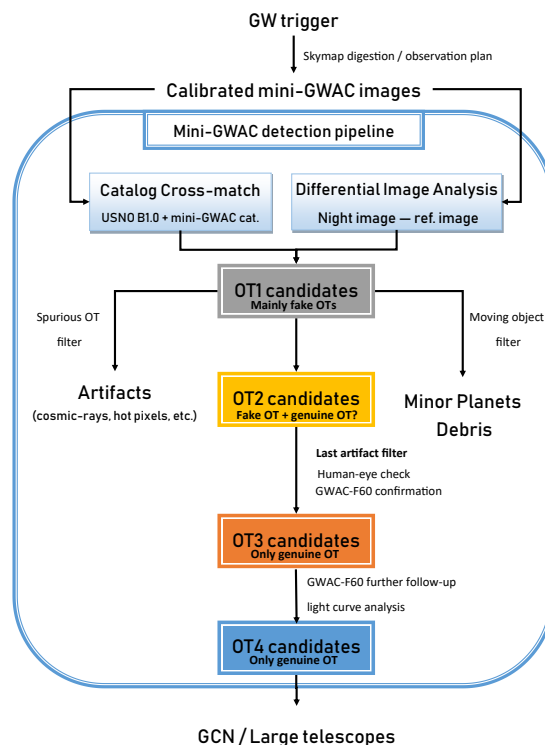 GW trigger
Skymap digestion / observation plan
Calibrated mini-GWAC images
Mini-GWAC detection pipeline
Catalog Cross-match
USNO B1.0 + mini-GWAC cat.
Differential Image Analysis
Night image — ref. image
OT1 candidates
Mainly fake OTs
Spurious OT
filter
Moving object
filter
Artifacts
(cosmic-rays, hot pixels, etc.)
OT2 candidates
Fake OT + genuine OT?
Minor Planets
Debris
Last artifact filter
Human-eye check
GWAC-F60 confirmation
OT3 candidates
Only genuine OT
GWAC-F60 further follow-up
light curve analysis
OT4 candidates
Only genuine OT
GCN / Large telescopes